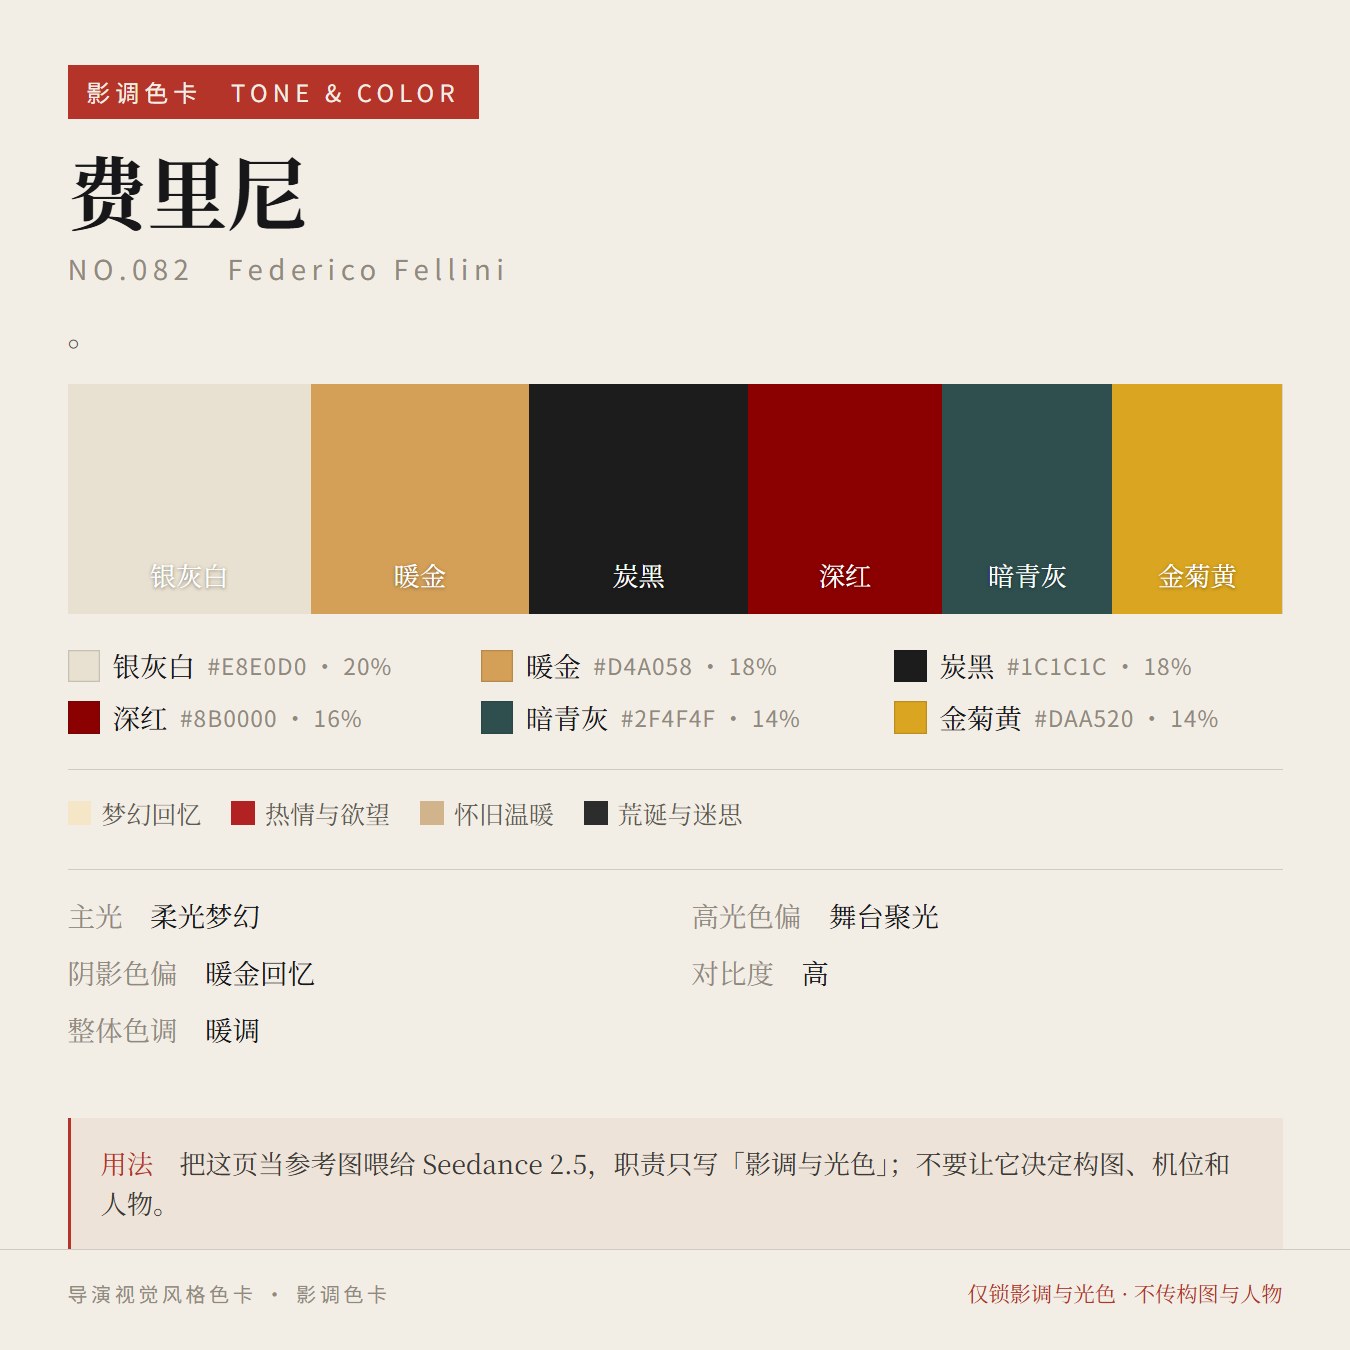 影调色卡 TONE & COLOR
费里尼
NO.082 Federico Fellini
。
银灰白 暖金 炭黑 深红 暗青灰 金菊黄
银灰白 #E8E0D0 · 20% 暖金 #D4A058 · 18% 炭黑 #1C1C1C · 18%
深红 #8B0000 · 16% 暗青灰 #2F4F4F · 14% 金菊黄 #DAA520 · 14%
梦幻回忆 热情与欲望 怀旧温暖 荒诞与迷思
主光 柔光梦幻 高光色偏 舞台聚光
阴影色偏 暖金回忆 对比度 高
整体色调 暖调
用法 把这页当参考图喂给 Seedance 2.5，职责只写「影调与光色」；不要让它决定构图、机位和
人物。
导演视觉风格色卡 · 影调色卡 仅锁影调与光色 · 不传构图与人物